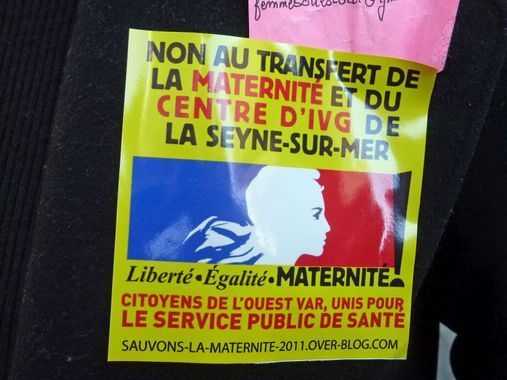 NON AU TRANSFERT DE
LA MATERNITÉ ET DU
CENTRE D'IVG DE
LA SEYNE-SUR-MER
Liberté • Égalité • MATERNITÉ!
CITOYENS DE L'OUEST VAR, UNIS POUR
LE SERVICE PUBLIC DE SANTÉ
SAUVONS-LA-MATERNITE-2011.OVER-BLOG.COM